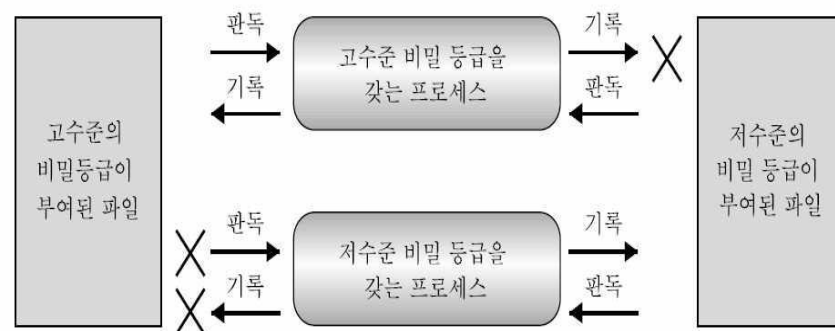 고수준의
비밀등급이
부여된 파일
판독
기록
고수준 비밀 등급을
갖는 프로세스
기록
판독
판독
기록
저수준 비밀 등급을
갖는 프로세스
기록
판독
저수준의
비밀 등급이
부여된 파일